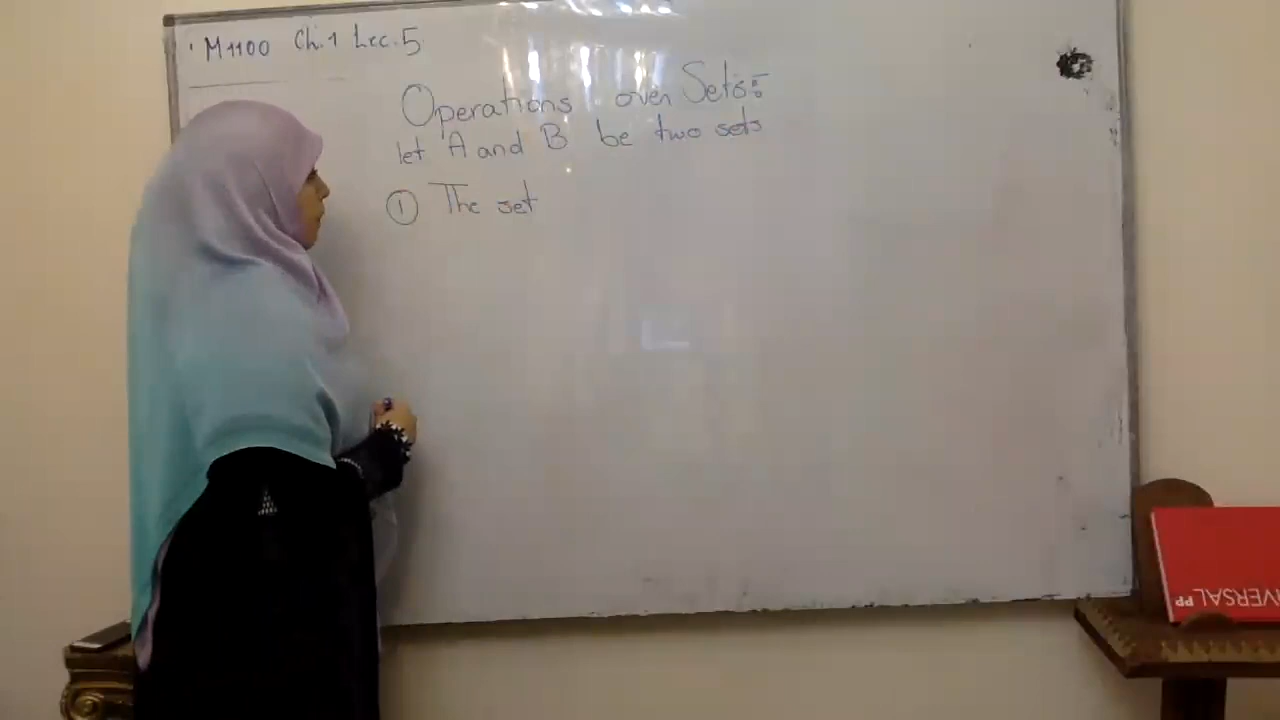 M1100 Ch.1 Lec.5
Operations over Sets:
let A and B be two sets
① The set
VERSAL PP